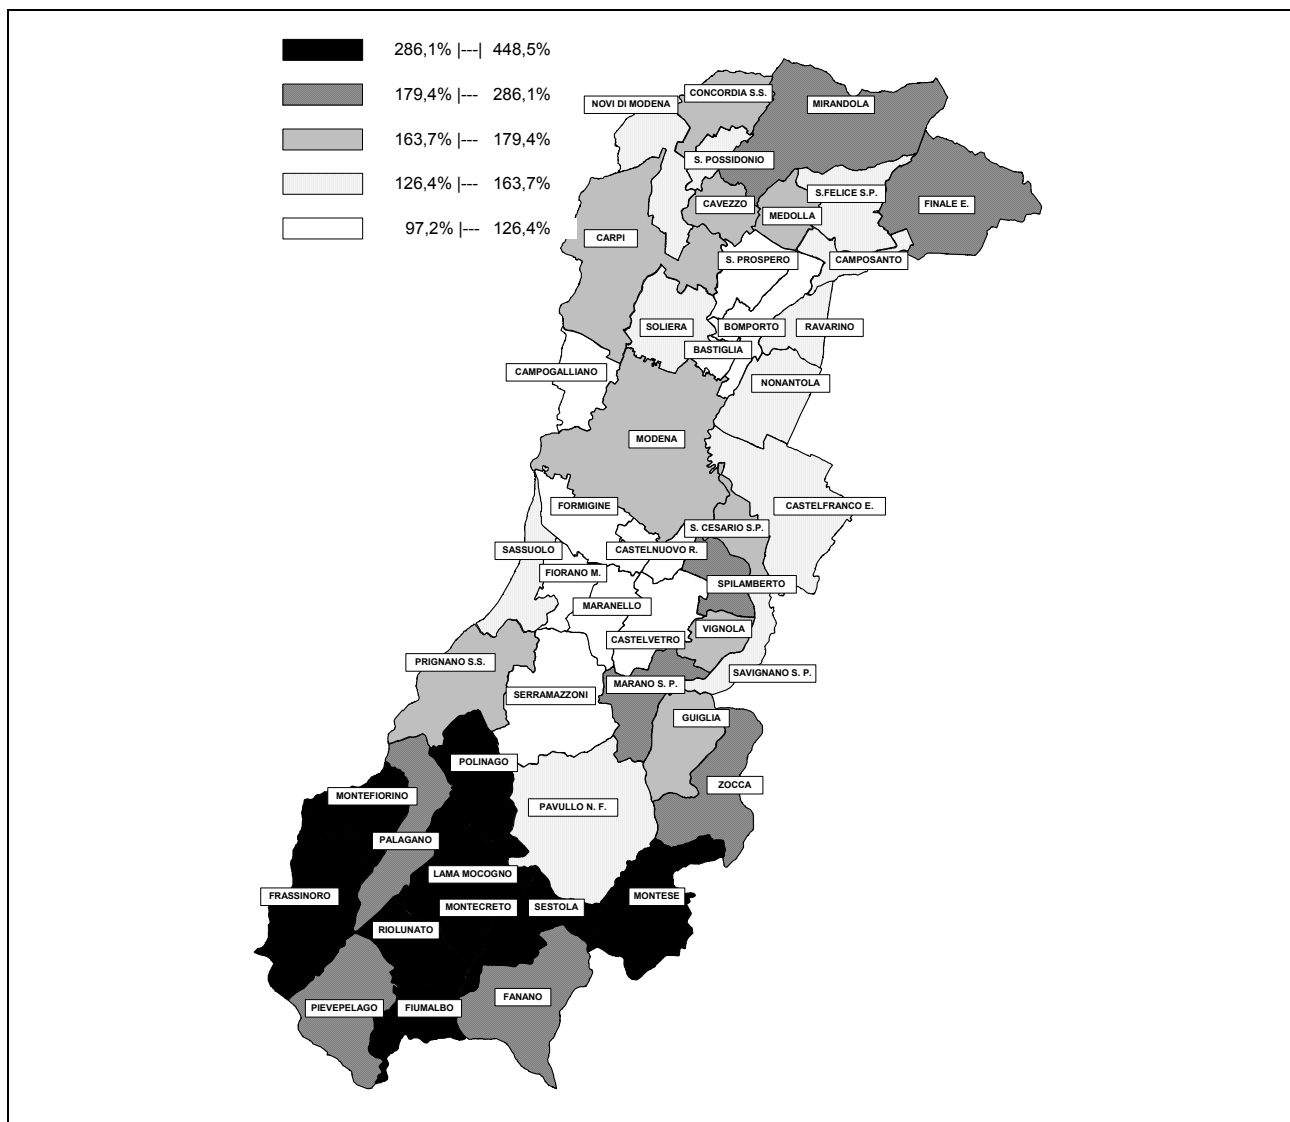 286,1% |---| 448,5%
179,4% |--- 286,1%
163,7% |--- 179,4%
126,4% |--- 163,7%
97,2% |--- 126,4%
CONCORDIA S.S.
NOVI DI MODENA
MIRANDOLA
S. POSSIDONIO
S.FELICE S.P.
CAVEZZO
FINALE E.
MEDOLLA
CARPI
S. PROSPERO
CAMPOSANTO
SOLIERA
BOMPORTO
RAVARINO
BASTIGLIA
CAMPOGALLIANO
NONANTOLA
MODENA
FORMIGINE
CASTELFRANCO E.
S. CESARIO S.P.
SASSUOLO
CASTELNUOVO R.
FIORANO M.
SPILAMBERTO
MARANELLO
VIGNOLA
CASTELVETRO
PRIGNANO S.S.
SAVIGNANO S. P.
MARANO S. P.
SERRAMAZZONI
GUIGLIA
POLINAGO
ZOCCA
MONTEFIORINO
PAVULLO N. F.
PALAGANO
LAMA MOCOGNO
FRASSINORO
MONTESE
MONTECRETO
SESTOLA
RIOLUNATO
FANANO
PIEVEPELAGO
FIUMALBO